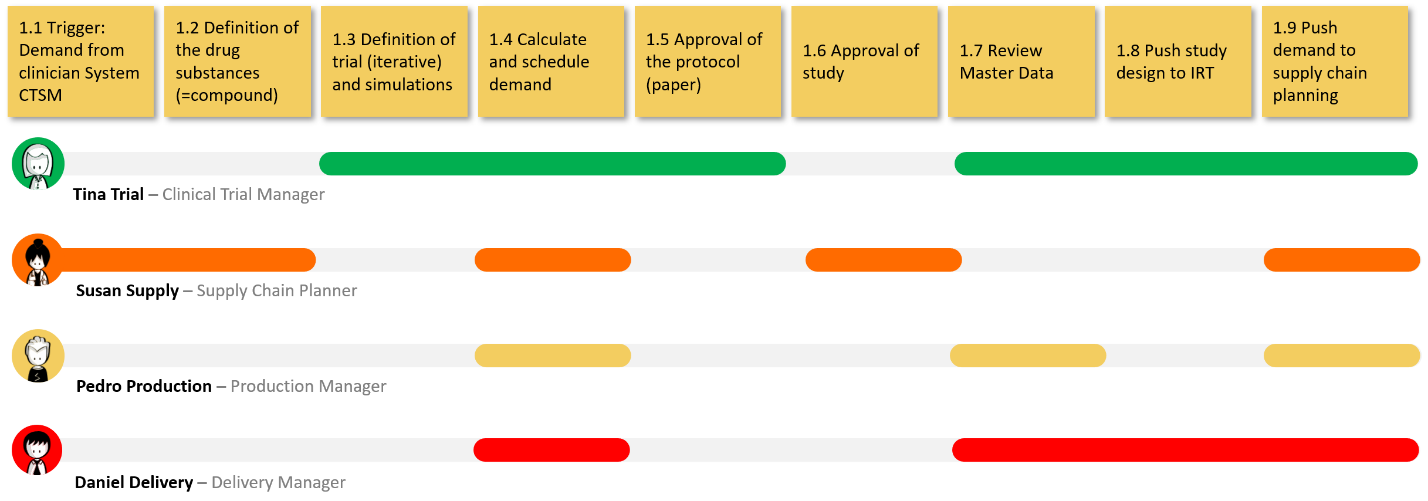 1.1 Trigger:
Demand from
clinician System
CTSM
1.2 Definition of
the drug
substances
(=compound)
1.3 Definition of
trial (iterative)
and simulations
1.4 Calculate
and schedule
demand
1.5 Approval of
the protocol
(paper)
1.6 Approval of
study
1.7 Review
Master Data
1.8 Push study
design to IRT
1.9 Push
demand to
supply chain
planning
Tina Trial – Clinical Trial Manager
Susan Supply – Supply Chain Planner
Pedro Production – Production Manager
Daniel Delivery – Delivery Manager